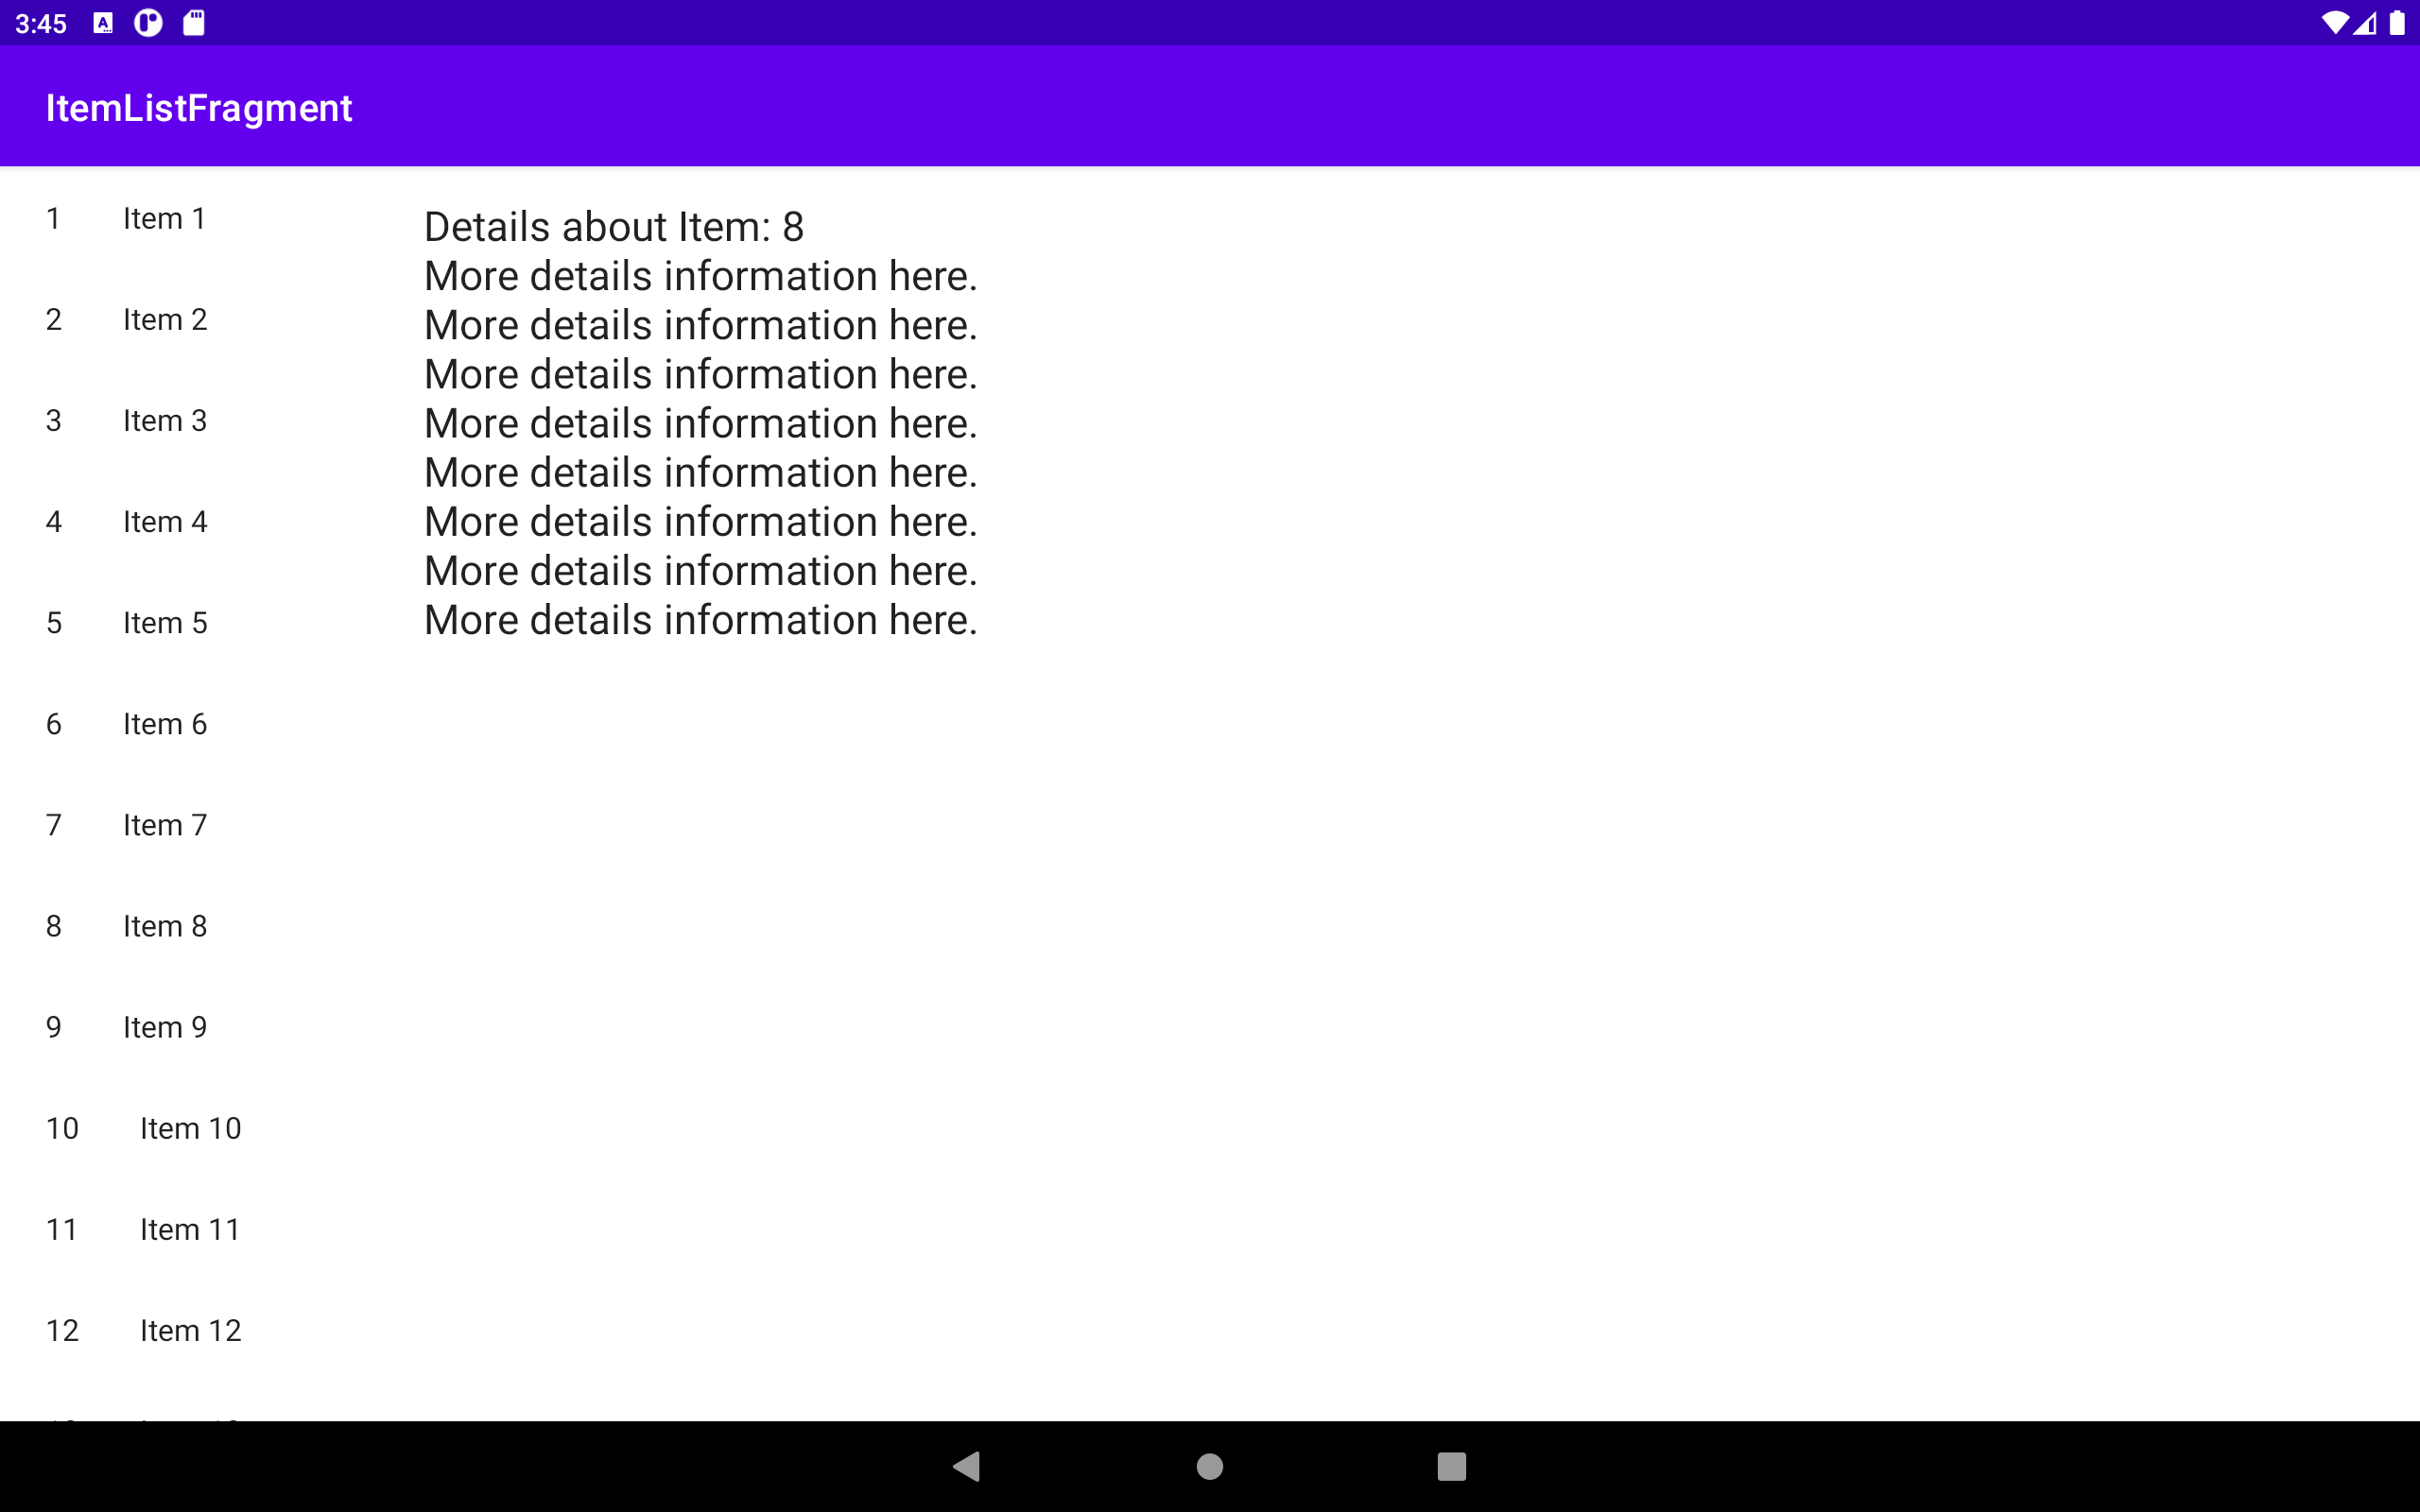 3:45
ItemListFragment
1 Item 1
2 Item 2
3 Item 3
4 Item 4
5 Item 5
6 Item 6
7 Item 7
8 Item 8
9 Item 9
10 Item 10
11 Item 11
12 Item 12
Details about Item: 8
More details information here.
More details information here.
More details information here.
More details information here.
More details information here.
More details information here.
More details information here.
More details information here.